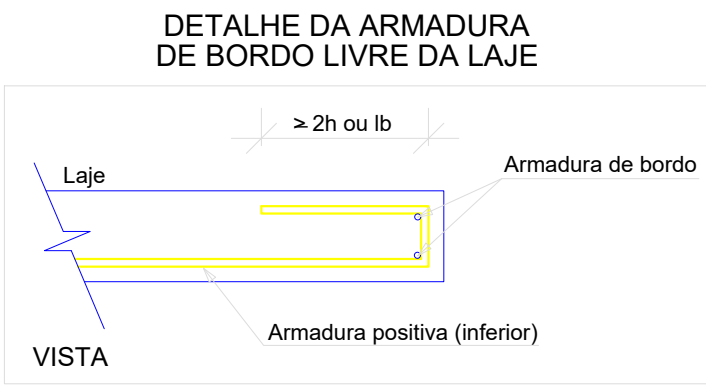 DETALHE DA ARMADURA
DE BORDO LIVRE DA LAJE
≥ 2h ou lb
Laje
Armadura de bordo
Armadura positiva (inferior)
VISTA